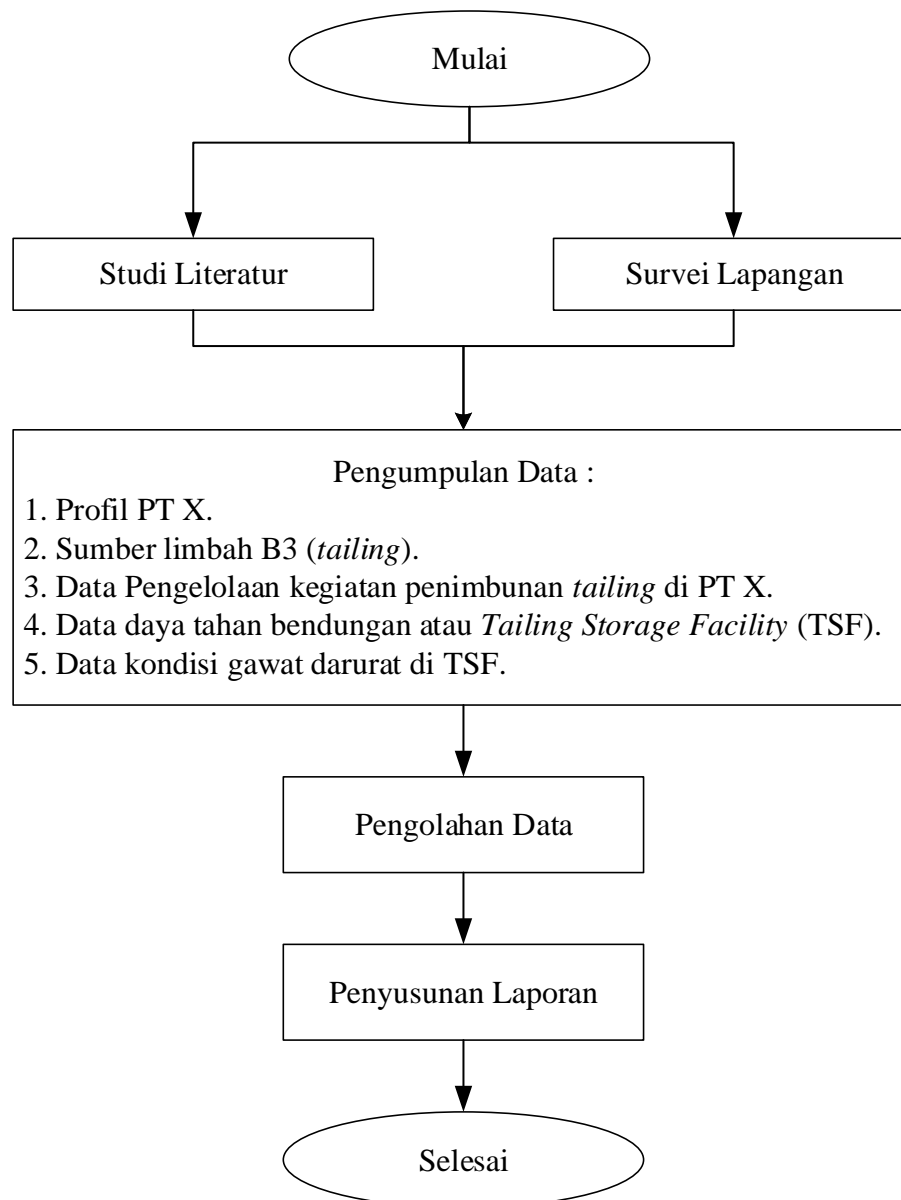 Mulai
Studi Literatur
Survei Lapangan
Pengumpulan Data :
1. Profil PT X.
2. Sumber limbah B3 (tailing).
3. Data Pengelolaan kegiatan penimbunan tailing di PT X.
4. Data daya tahan bendungan atau Tailing Storage Facility (TSF).
5. Data kondisi gawat darurat di TSF.
Pengolahan Data
Penyusunan Laporan
Selesai